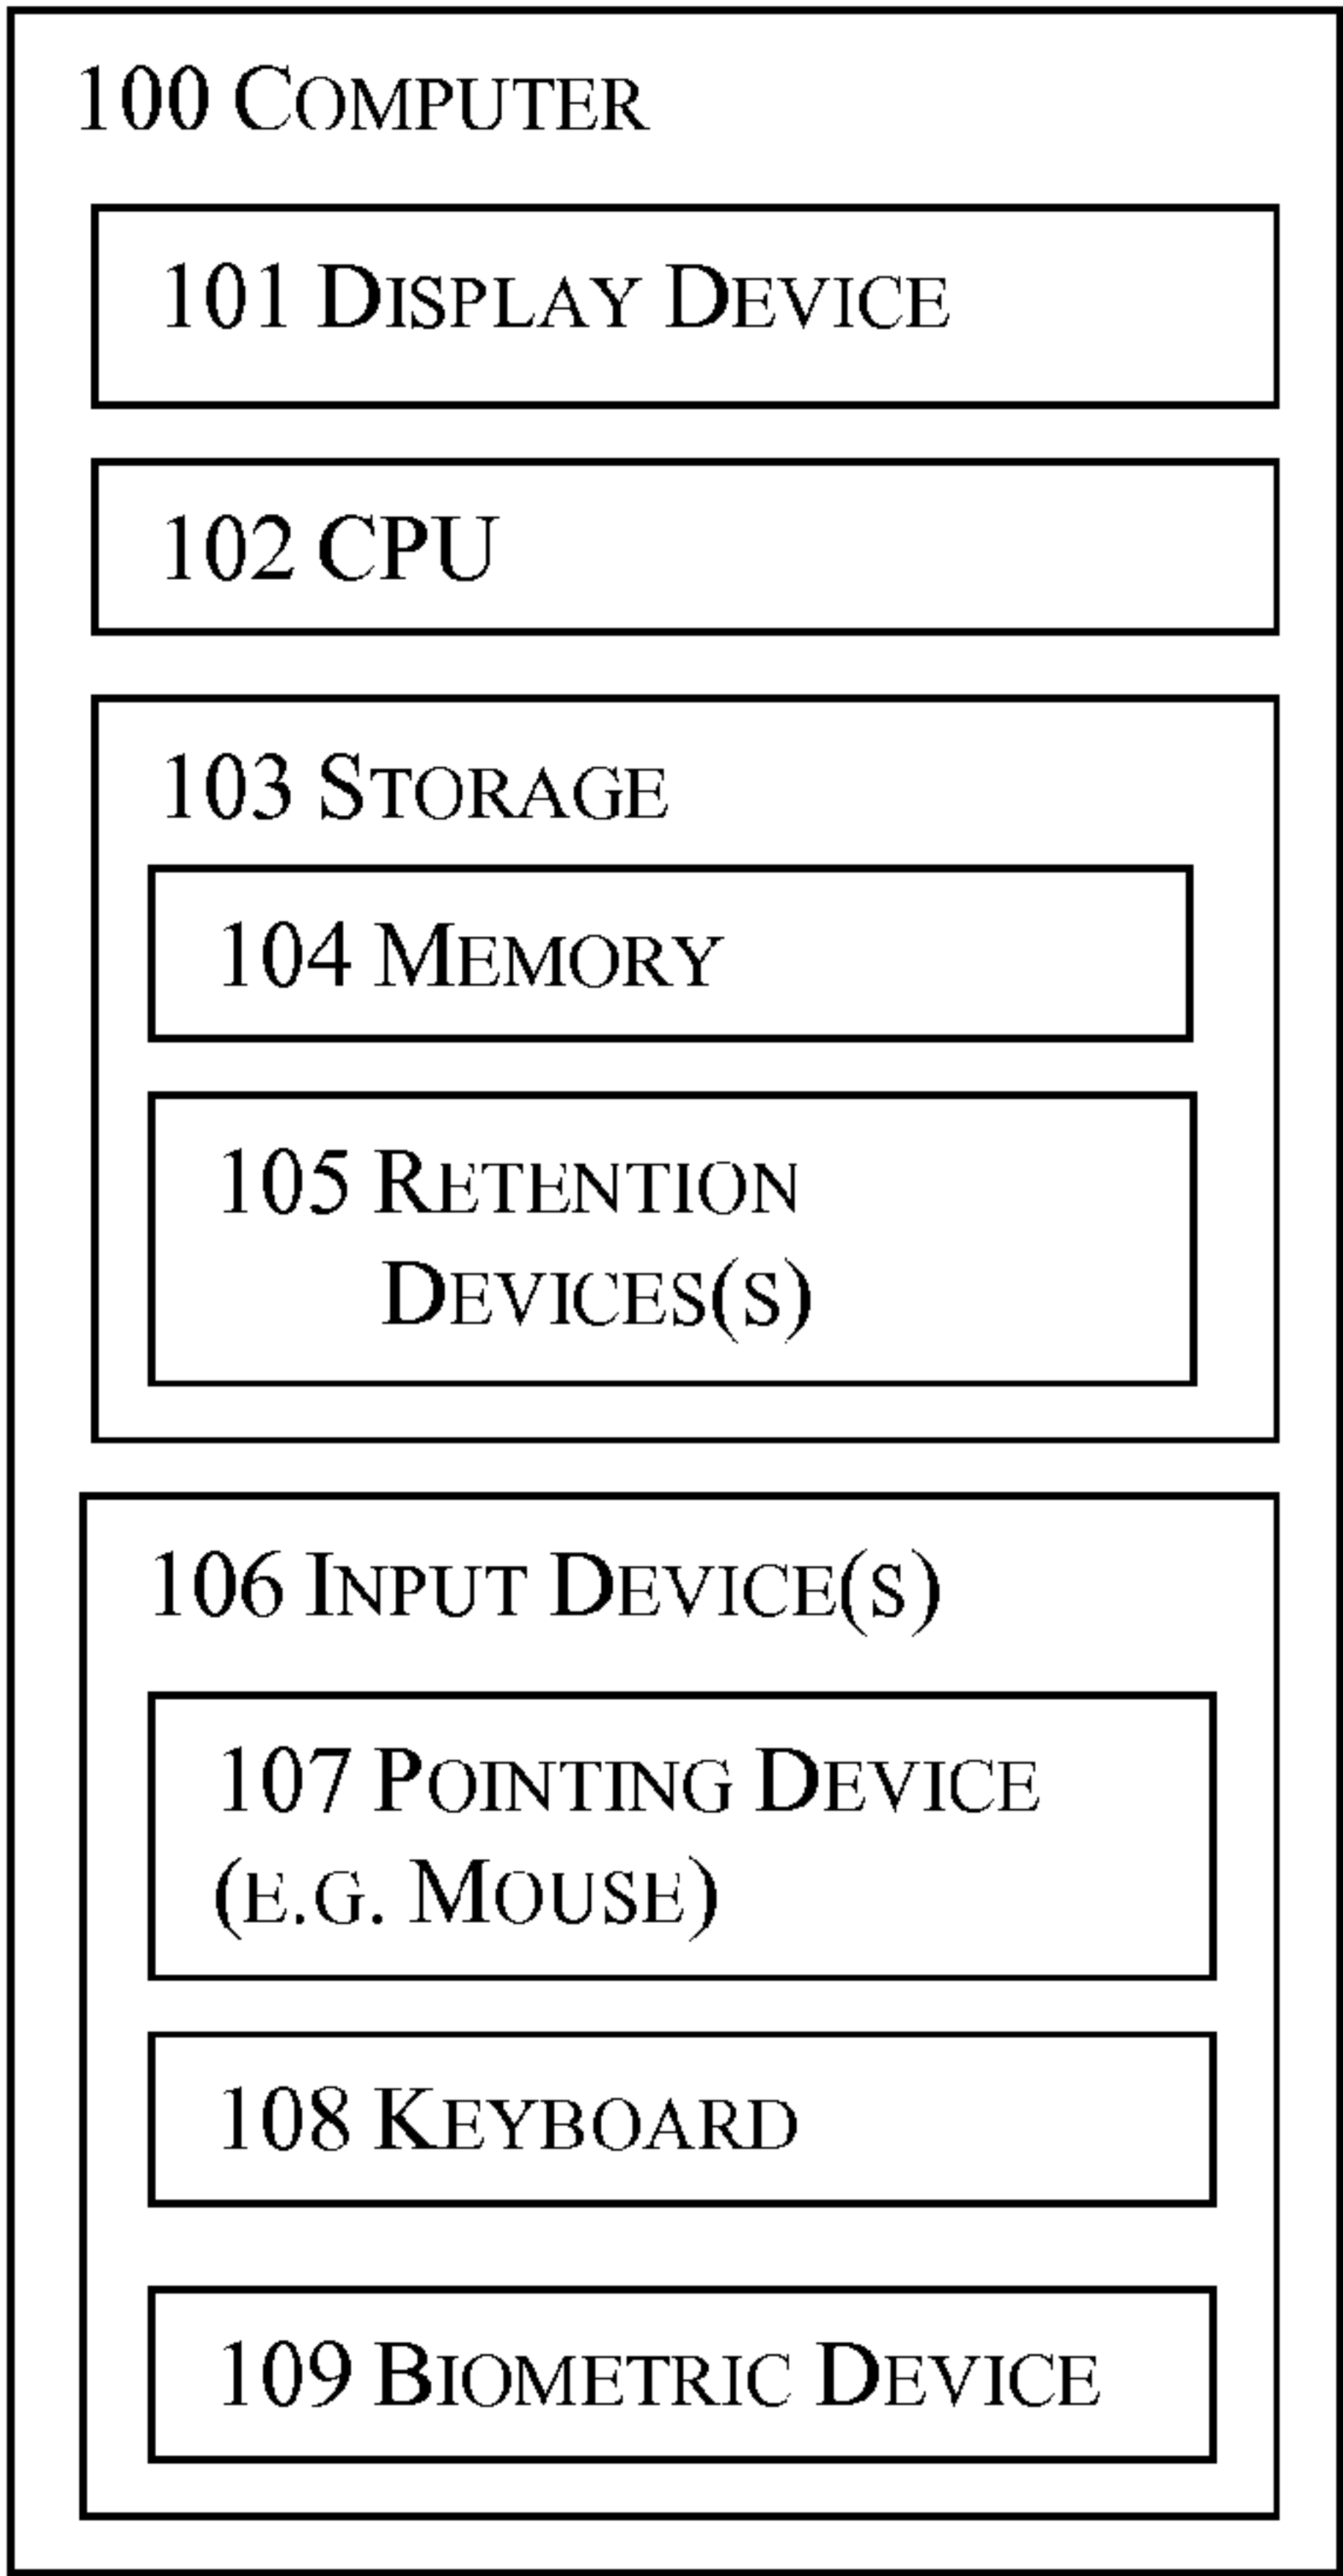 100 COMPUTER
101 DISPLAY DEVICE
102 CPU
103 STORAGE
104 MEMORY
105 RETENTION
DEVICES(S)
106 INPUT DEVICE(S)
107 POINTING DEVICE
(E.G. MOUSE)
108 KEYBOARD
109 BIOMETRIC DEVICE